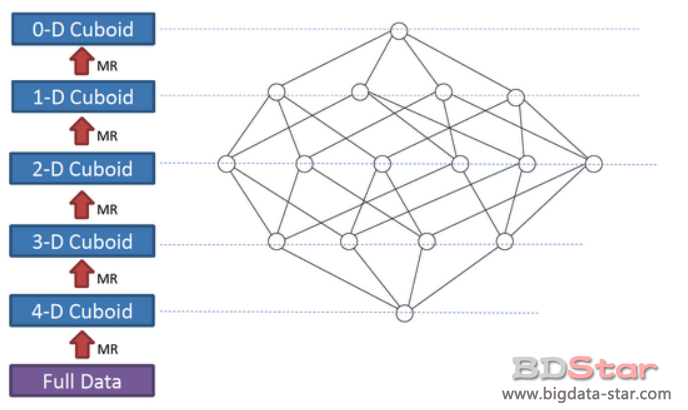 0-D Cuboid
MR
1-D Cuboid
MR
2-D Cuboid
MR
3-D Cuboid
MR
4-D Cuboid
MR
Full Data
BDStar
www.bigdata-star.com